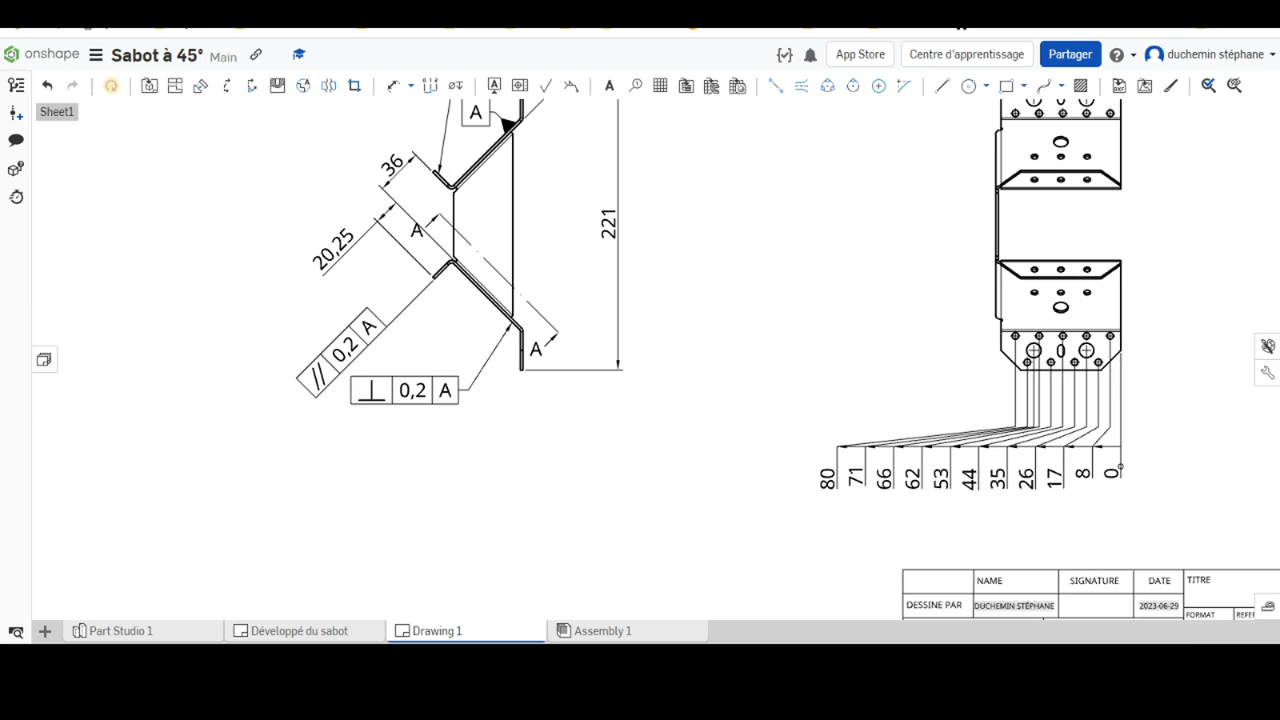 onshape Sabot à 45° Main App Store Centre d'apprentissage Partager duchemin stéphane
Sheet1
A
36
20,25
A
221
A
// 0,2 A
⊥ 0,2 A
80 71 66 62 53 44 35 26 17 8 0
NAME SIGNATURE DATE TITRE
DESSINE PAR DUCHEMIN STÉPHANE 2023-06-29
FORMAT
Part Studio 1 Développé du sabot Drawing 1 Assembly 1